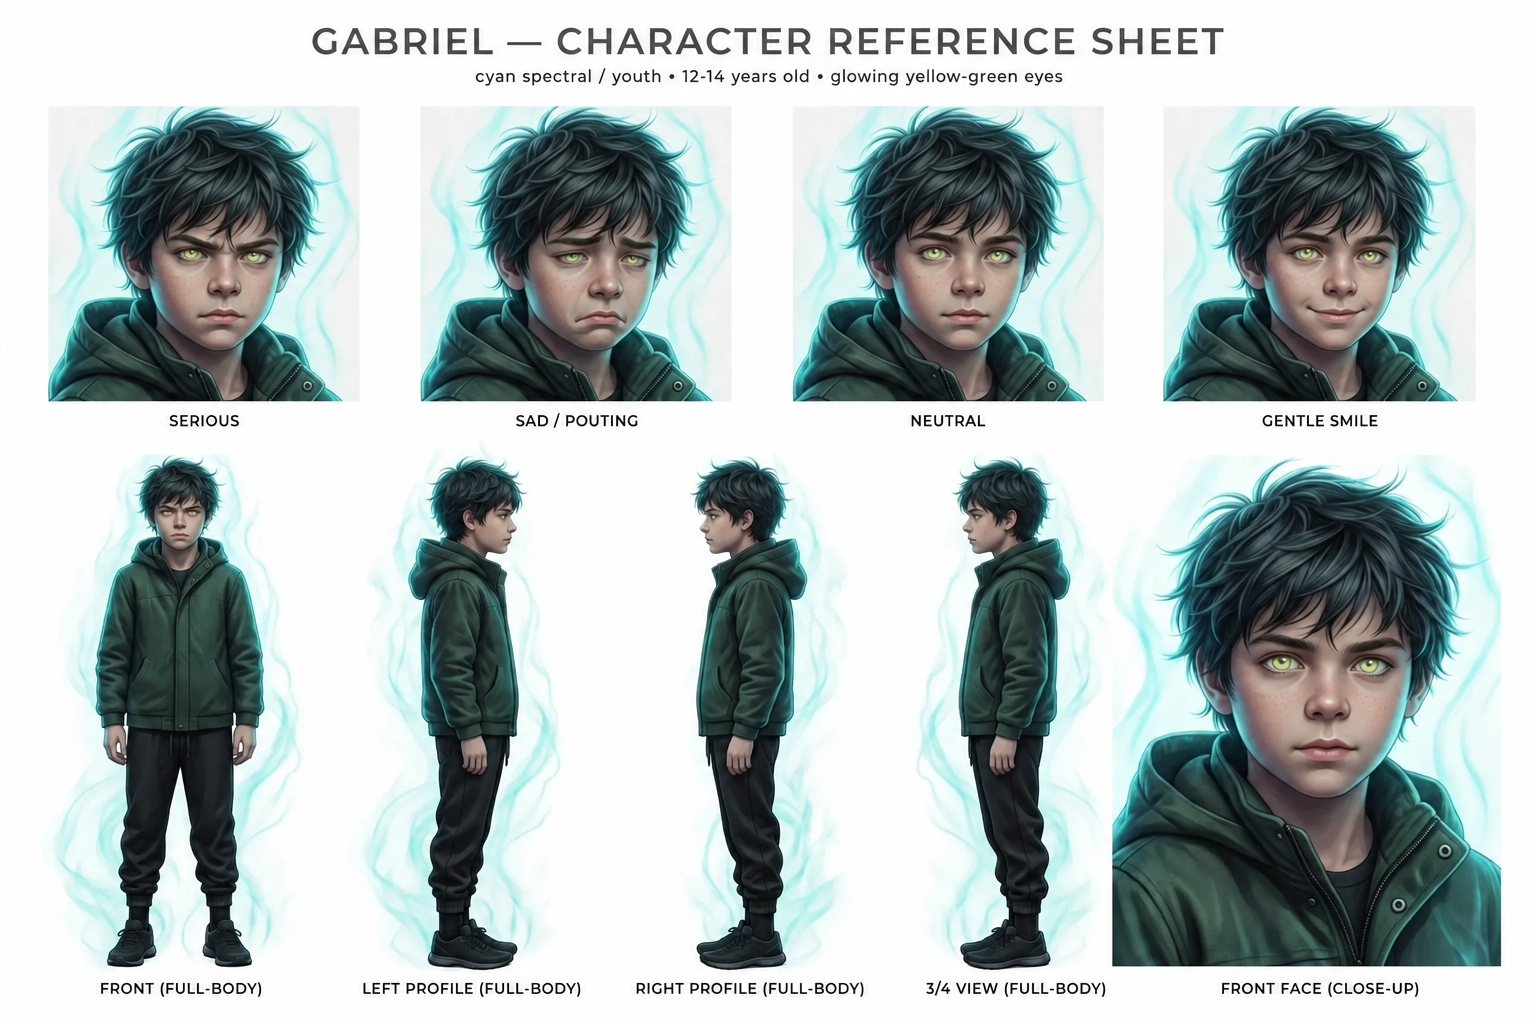 GABRIEL — CHARACTER REFERENCE SHEET
cyan spectral / youth • 12-14 years old • glowing yellow-green eyes
SERIOUS
SAD / POUTING
NEUTRAL
GENTLE SMILE
FRONT (FULL-BODY)
LEFT PROFILE (FULL-BODY)
RIGHT PROFILE (FULL-BODY)
3/4 VIEW (FULL-BODY)
FRONT FACE (CLOSE-UP)